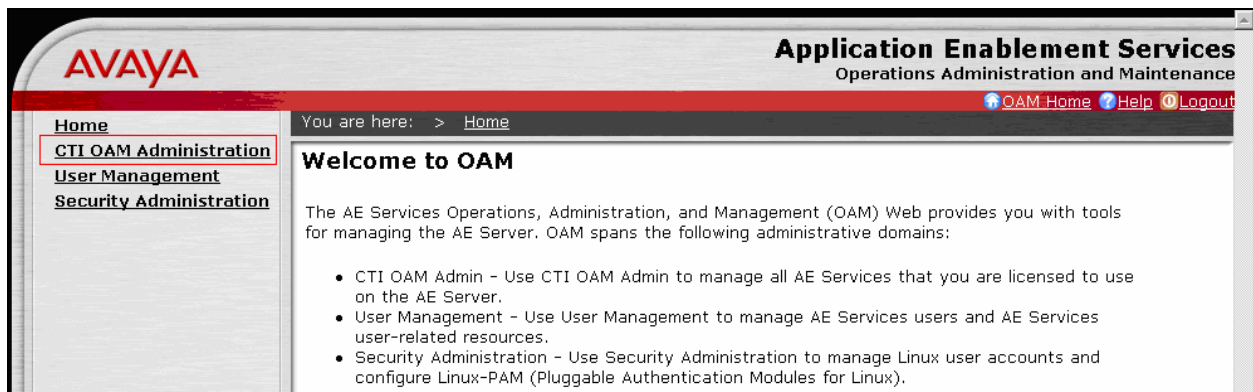 AVAYA
Application Enablement Services
Operations Administration and Maintenance
OAM Home Help Logout
Home
CTI OAM Administration
User Management
Security Administration
You are here: > Home
Welcome to OAM
The AE Services Operations, Administration, and Management (OAM) Web provides you with tools
for managing the AE Server. OAM spans the following administrative domains:
• CTI OAM Admin - Use CTI OAM Admin to manage all AE Services that you are licensed to use
on the AE Server.
• User Management - Use User Management to manage AE Services users and AE Services
user-related resources.
• Security Administration - Use Security Administration to manage Linux user accounts and
configure Linux-PAM (Pluggable Authentication Modules for Linux).